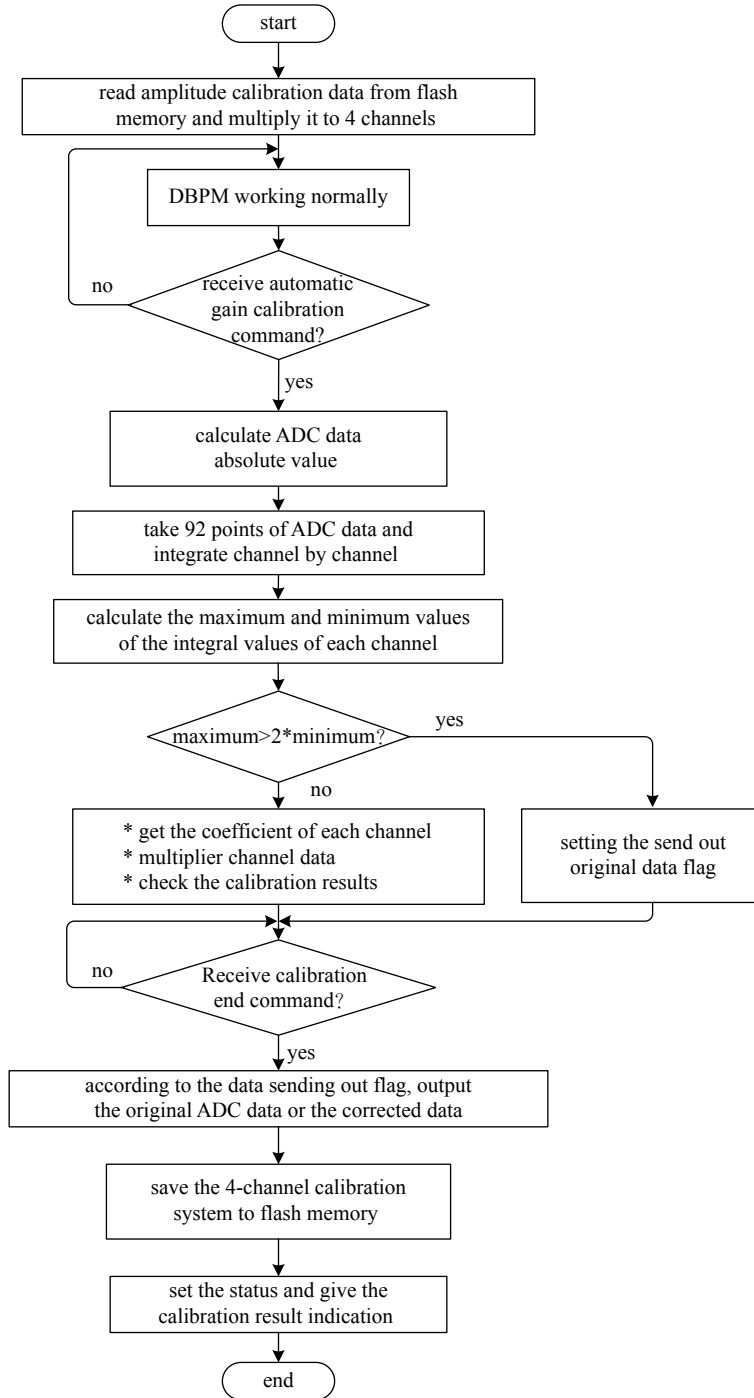 start
read amplitude calibration data from flash
memory and multiply it to 4 channels
DBPM working normally
no
receive automatic
gain calibration
command?
yes
calculate ADC data
absolute value
take 92 points of ADC data and
integrate channel by channel
calculate the maximum and minimum values
of the integral values of each channel
yes
maximum>2*minimum?
no
* get the coefficient of each channel
* multiplier channel data
* check the calibration results
setting the send out
original data flag
no
Receive calibration
end command?
yes
according to the data sending out flag, output
the original ADC data or the corrected data
save the 4-channel calibration
system to flash memory
set the status and give the
calibration result indication
end